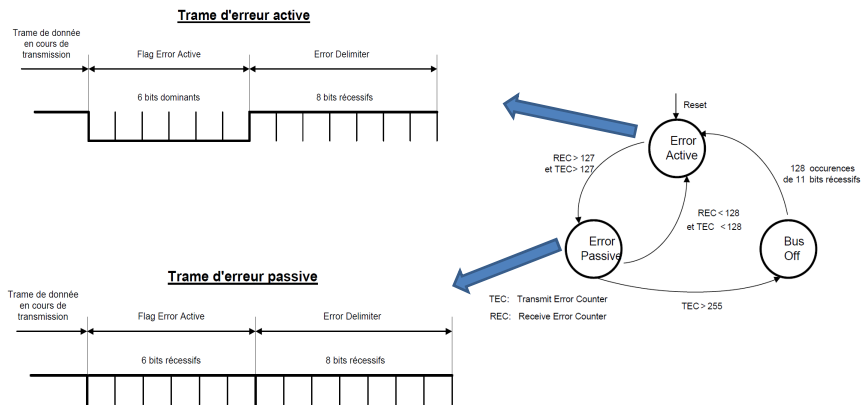 Trame d'erreur active
Trame de donnée
en cours de
transmission
Flag Error Active
Error Delimiter
6 bits dominants
8 bits récessifs
Reset
Error
Active
REC > 127
et TEC > 127
128 occurences
de 11 bits récessifs
REC < 128
et TEC < 128
Error
Passive
Bus
Off
TEC > 255
TEC: Transmit Error Counter
REC: Receive Error Counter
Trame d'erreur passive
Trame de donnée
en cours de
transmission
Flag Error Active
Error Delimiter
6 bits récessifs
8 bits récessifs